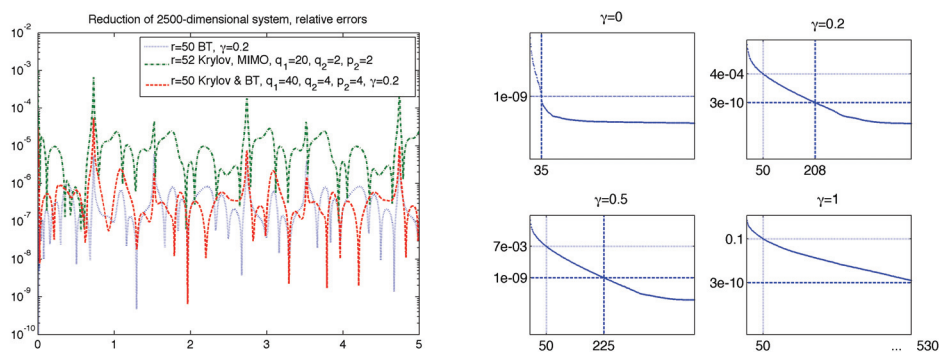 Reduction of 2500-dimensional system, relative errors
r=50 BT, γ=0.2
r=52 Krylov, MIMO, q₁=20, q₂=2, p₂=2
r=50 Krylov & BT, q₁=40, q₂=4, p₂=4, γ=0.2
10⁻²
10⁻³
10⁻⁴
10⁻⁵
10⁻⁶
10⁻⁷
10⁻⁸
10⁻⁹
10⁻¹⁰
0 1 2 3 4 5
γ=0
1e-09
35
γ=0.2
4e-04
3e-10
50 208
γ=0.5
7e-03
1e-09
50 225
γ=1
0.1
3e-10
50 ... 530